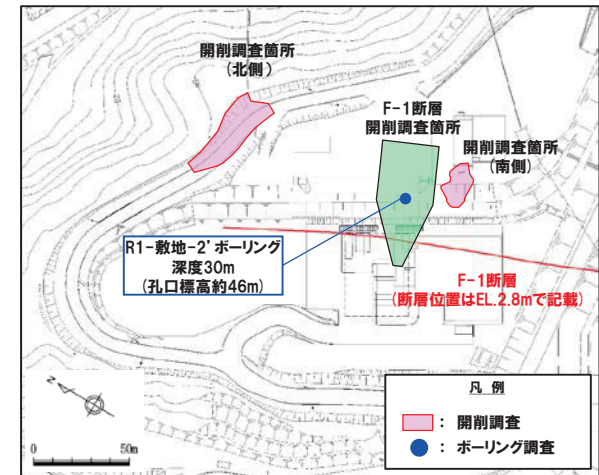 開削調査箇所
(北側)
F-1断層
開削調査箇所
開削調査箇所
(南側)
R1-敷地-2’ボーリング
深度30m
(孔口標高約46m)
F-1断層
(断層位置はEL.2.8mで記載)
凡 例
: 開削調査
: ボーリング調査
N
0 50m